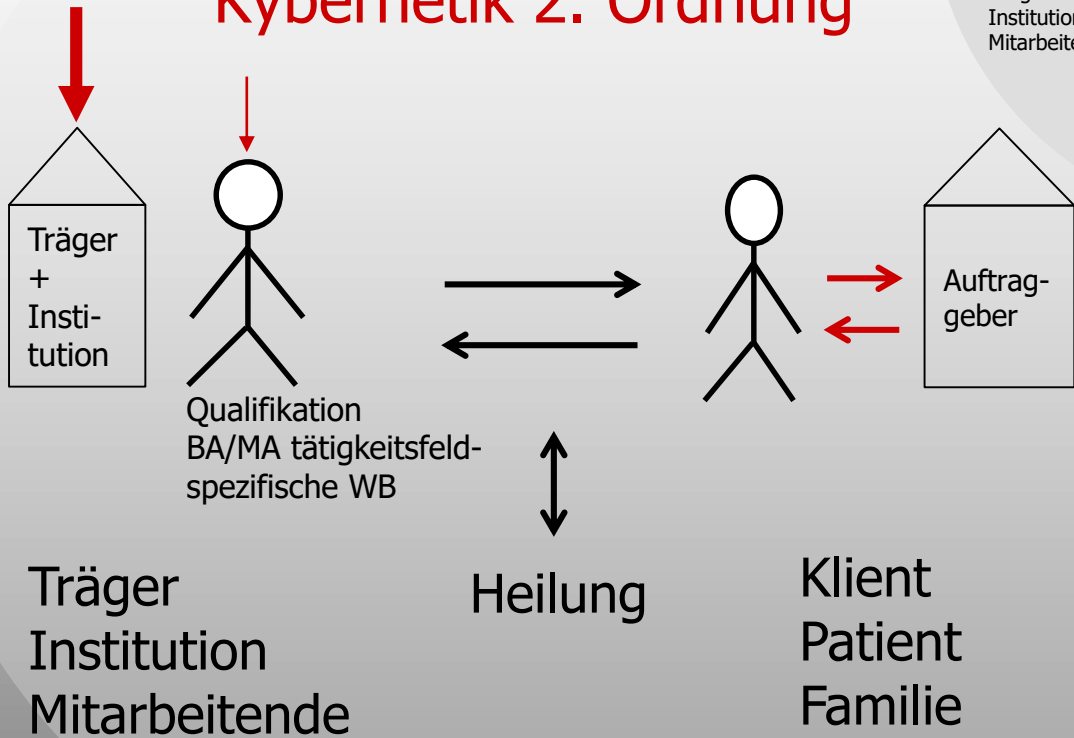 Kybernetik 2. Ordnung
Institution
Mitarbeite
Träger
+
Insti-
tution
Auftrag-
geber
Qualifikation
BA/MA tätigkeitsfeld-
spezifische WB
Träger
Institution
Mitarbeitende
Heilung
Klient
Patient
Familie